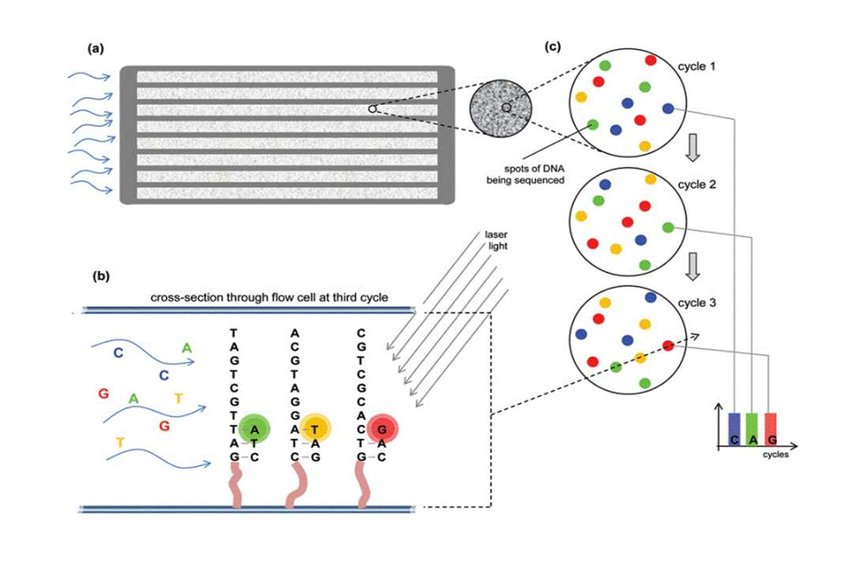 (a)
(c)
cycle 1
spots of DNA
being sequenced
cycle 2
laser
light
(b)
cross-section through flow cell at third cycle
cycle 3
T A C
A C G
G G T
T T C
C A G
G G C
T G A
T A A C T G
A T T A T A
G C C G G C
C A C G A T T G
C A G
cycles